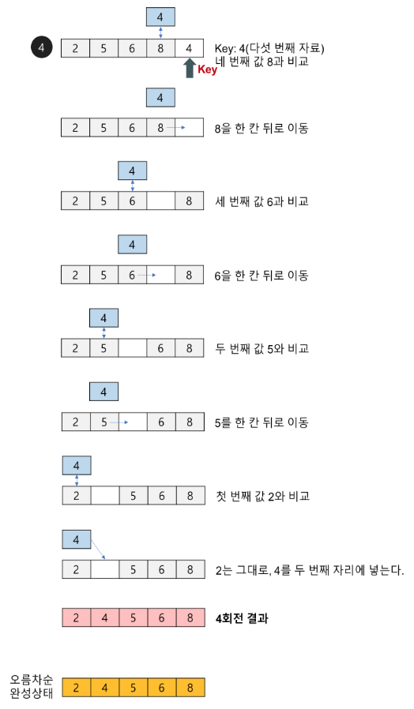 4
4
2 5 6 8 4
Key: 4(다섯 번째 자료)
네 번째 값 8과 비교
Key
4
2 5 6 8
8을 한 칸 뒤로 이동
4
2 5 6 8
세 번째 값 6과 비교
4
2 5 6 8
6을 한 칸 뒤로 이동
4
2 5 6 8
두 번째 값 5와 비교
4
2 5 6 8
5를 한 칸 뒤로 이동
4
2 5 6 8
첫 번째 값 2와 비교
4
2 5 6 8
2는 그대로, 4를 두 번째 자리에 넣는다.
2 4 5 6 8
4회전 결과
오름차순
완성상태
2 4 5 6 8